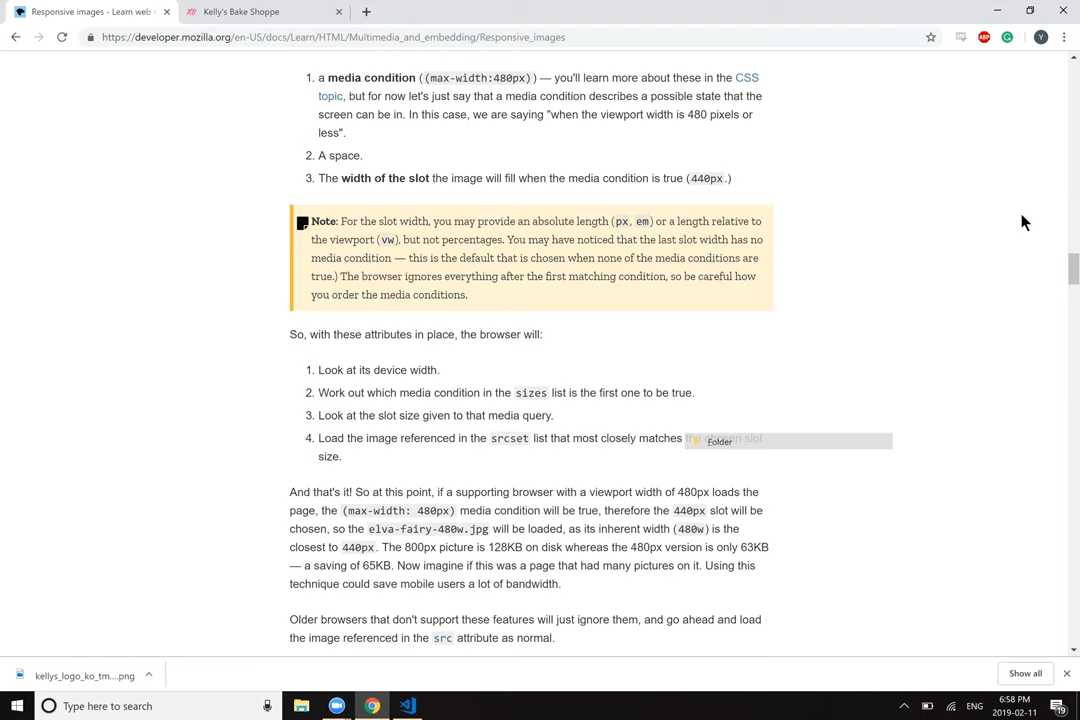 Responsive images - Learn web d
Kelly's Bake Shoppe
https://developer.mozilla.org/en-US/docs/Learn/HTML/Multimedia_and_embedding/Responsive_images
ABP
Y
1. a media condition ((max-width:480px)) — you'll learn more about these in the CSS
topic, but for now let's just say that a media condition describes a possible state that the
screen can be in. In this case, we are saying "when the viewport width is 480 pixels or
less".
2. A space.
3. The width of the slot the image will fill when the media condition is true (440px.)
Note: For the slot width, you may provide an absolute length (px, em) or a length relative to
the viewport (vw), but not percentages. You may have noticed that the last slot width has no
media condition — this is the default that is chosen when none of the media conditions are
true.) The browser ignores everything after the first matching condition, so be careful how
you order the media conditions.
So, with these attributes in place, the browser will:
1. Look at its device width.
2. Work out which media condition in the sizes list is the first one to be true.
3. Look at the slot size given to that media query.
4. Load the image referenced in the srcset list that most closely matches the chosen slot
Folder
size.
And that's it! So at this point, if a supporting browser with a viewport width of 480px loads the
page, the (max-width: 480px) media condition will be true, therefore the 440px slot will be
chosen, so the elva-fairy-480w.jpg will be loaded, as its inherent width (480w) is the
closest to 440px. The 800px picture is 128KB on disk whereas the 480px version is only 63KB
— a saving of 65KB. Now imagine if this was a page that had many pictures on it. Using this
technique could save mobile users a lot of bandwidth.
Older browsers that don't support these features will just ignore them, and go ahead and load
the image referenced in the src attribute as normal.
kellys_logo_ko_tm....png
Show all
Type here to search
ENG
6:58 PM
2019-02-11
19